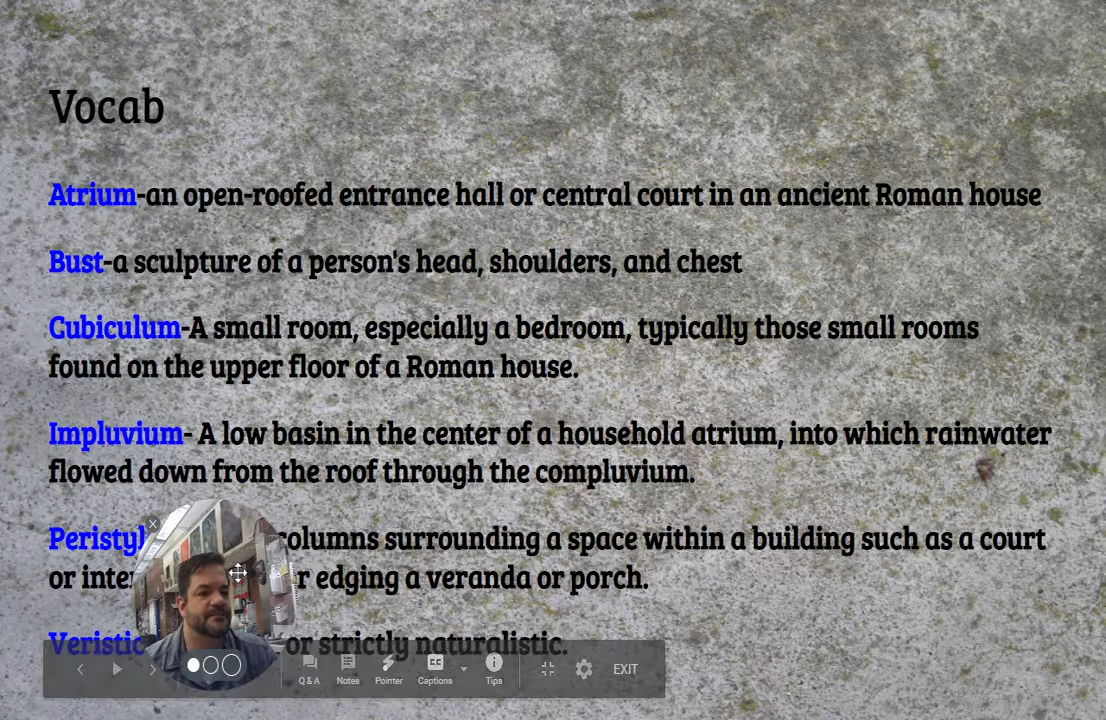 Vocab
Atrium-an open-roofed entrance hall or central court in an ancient Roman house
Bust-a sculpture of a person's head, shoulders, and chest
Cubiculum-A small room, especially a bedroom, typically those small rooms
found on the upper floor of a Roman house.
Impluvium- A low basin in the center of a household atrium, into which rainwater
flowed down from the roof through the compluvium.
columns surrounding a space within a building such as a court
or edging a veranda or porch.
Veristic or strictly naturalistic.
Q & A Notes Pointer Captions Tips EXIT